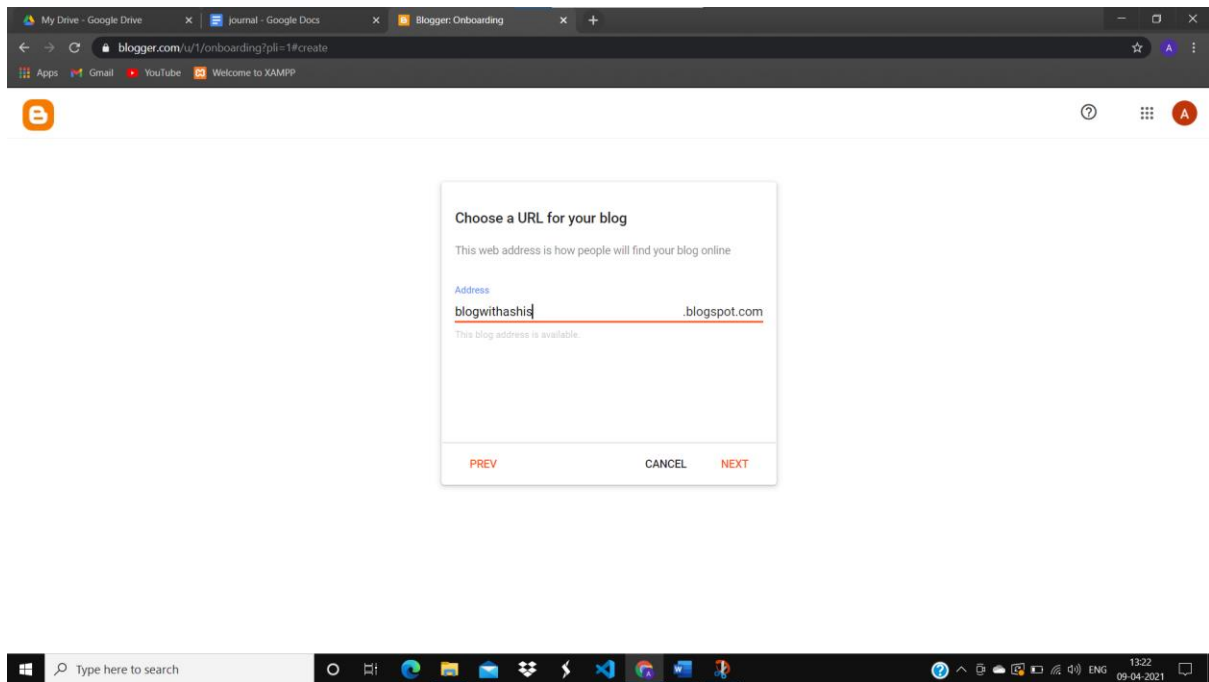 My Drive - Google Drive
journal - Google Docs
Blogger: Onboarding
blogger.com/u/1/onboarding?pli=1#create
A
Apps
Gmail
YouTube
Welcome to XAMPP
A
Choose a URL for your blog
This web address is how people will find your blog online
Address
blogwithashis .blogspot.com
This blog address is available.
PREV CANCEL NEXT
Type here to search
ENG
13:22
09-04-2021